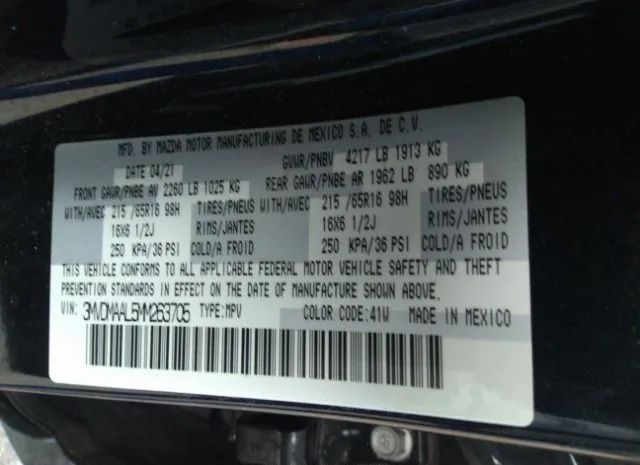 MFD. BY MAZDA MOTOR MANUFACTURING DE MEXICO S.A. DE C.V.
DATE 04/21 GVWR/PNBV 4217 LB 1913 KG
FRONT GAWR/PNBE AV 2260 LB 1025 KG REAR GAWR/PNBE AR 1962 LB 890 KG
WITH/AVEC 215 /65R16 98H TIRES/PNEUS WITH/AVEC 215 /65R16 98H TIRES/PNEUS
16X6 1/2J RIMS/JANTES 16X6 1/2J RIMS/JANTES
250 KPA/36 PSI COLD/A FROID 250 KPA/36 PSI COLD/A FROID
THIS VEHICLE CONFORMS TO ALL APPLICABLE FEDERAL MOTOR VEHICLE SAFETY AND THEFT
PREVENTION STANDARDS IN EFFECT ON THE DATE OF MANUFACTURE SHOWN ABOVE.
VIN: 3MVDMAAL5MM263705 TYPE:MPV COLOR CODE:41W MADE IN MEXICO